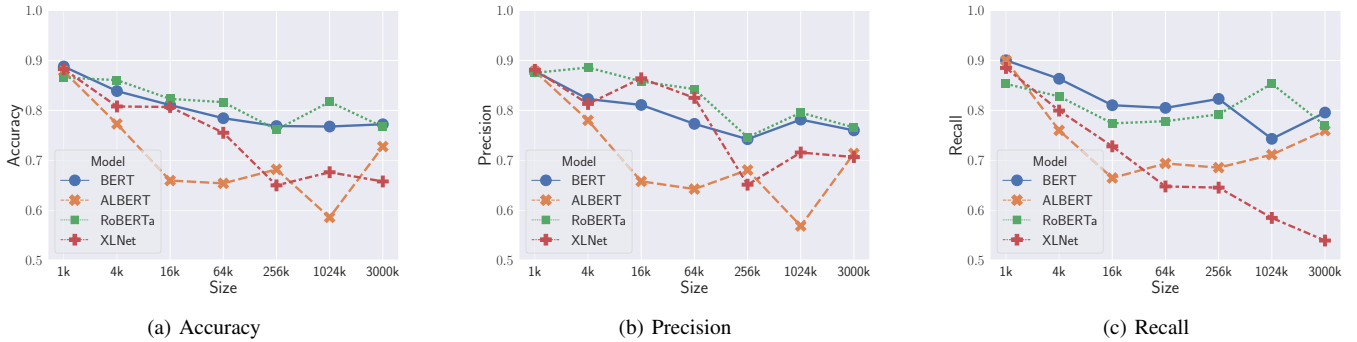 1.0
0.9
0.8
0.7
0.6
0.5
Accuracy
Model
BERT
ALBERT
RoBERTa
XLNet
1k 4k 16k 64k 256k 1024k 3000k
Size
(a) Accuracy
1.0
0.9
0.8
0.7
0.6
0.5
Precision
Model
BERT
ALBERT
RoBERTa
XLNet
1k 4k 16k 64k 256k 1024k 3000k
Size
(b) Precision
1.0
0.9
0.8
0.7
0.6
0.5
Recall
Model
BERT
ALBERT
RoBERTa
XLNet
1k 4k 16k 64k 256k 1024k 3000k
Size
(c) Recall